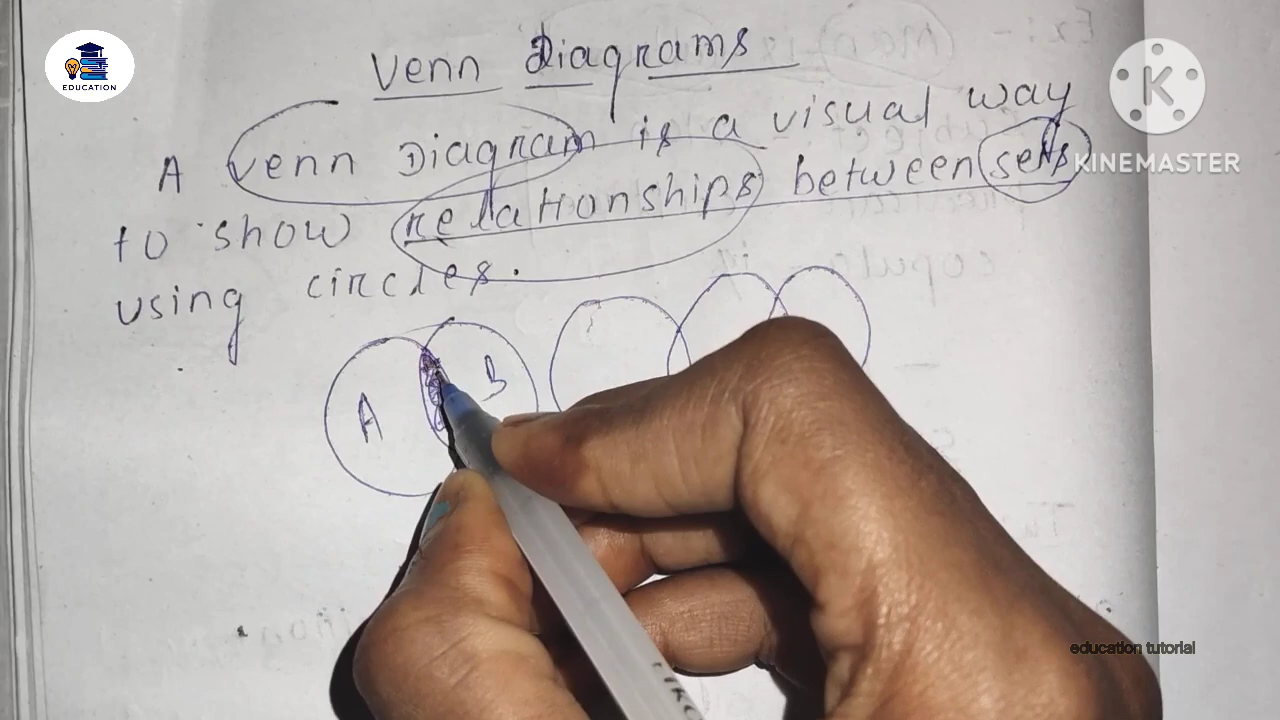 EDUCATION
Venn Diagrams
A Venn Diagram is a visual way
to show relationships between sets
using circles.
A B
KINEMASTER
education tutorial